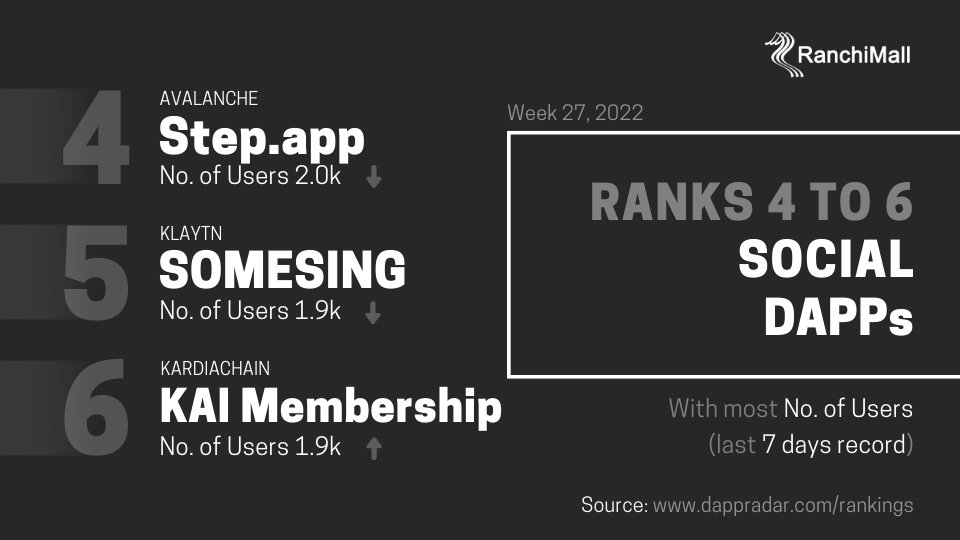 RanchiMall
4
AVALANCHE
Step.app
No. of Users 2.0k
5
KLAYTN
SOMESING
No. of Users 1.9k
6
KARDIACHAIN
KAI Membership
No. of Users 1.9k
Week 27, 2022
RANKS 4 TO 6
SOCIAL
DAPPs
With most No. of Users
(last 7 days record)
Source: www.dappradar.com/rankings